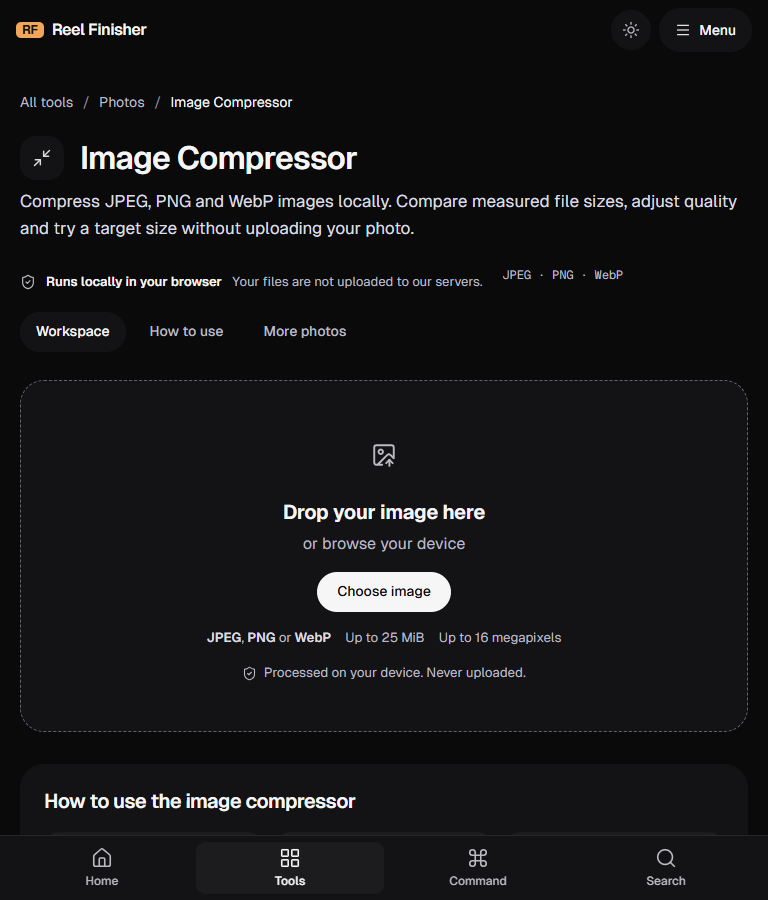 RF Reel Finisher
Menu
All tools / Photos / Image Compressor
Image Compressor
Compress JPEG, PNG and WebP images locally. Compare measured file sizes, adjust quality
and try a target size without uploading your photo.
Runs locally in your browser Your files are not uploaded to our servers. JPEG · PNG · WebP
Workspace How to use More photos
Drop your image here
or browse your device
Choose image
JPEG, PNG or WebP Up to 25 MiB Up to 16 megapixels
Processed on your device. Never uploaded.
How to use the image compressor
Home Tools Command Search